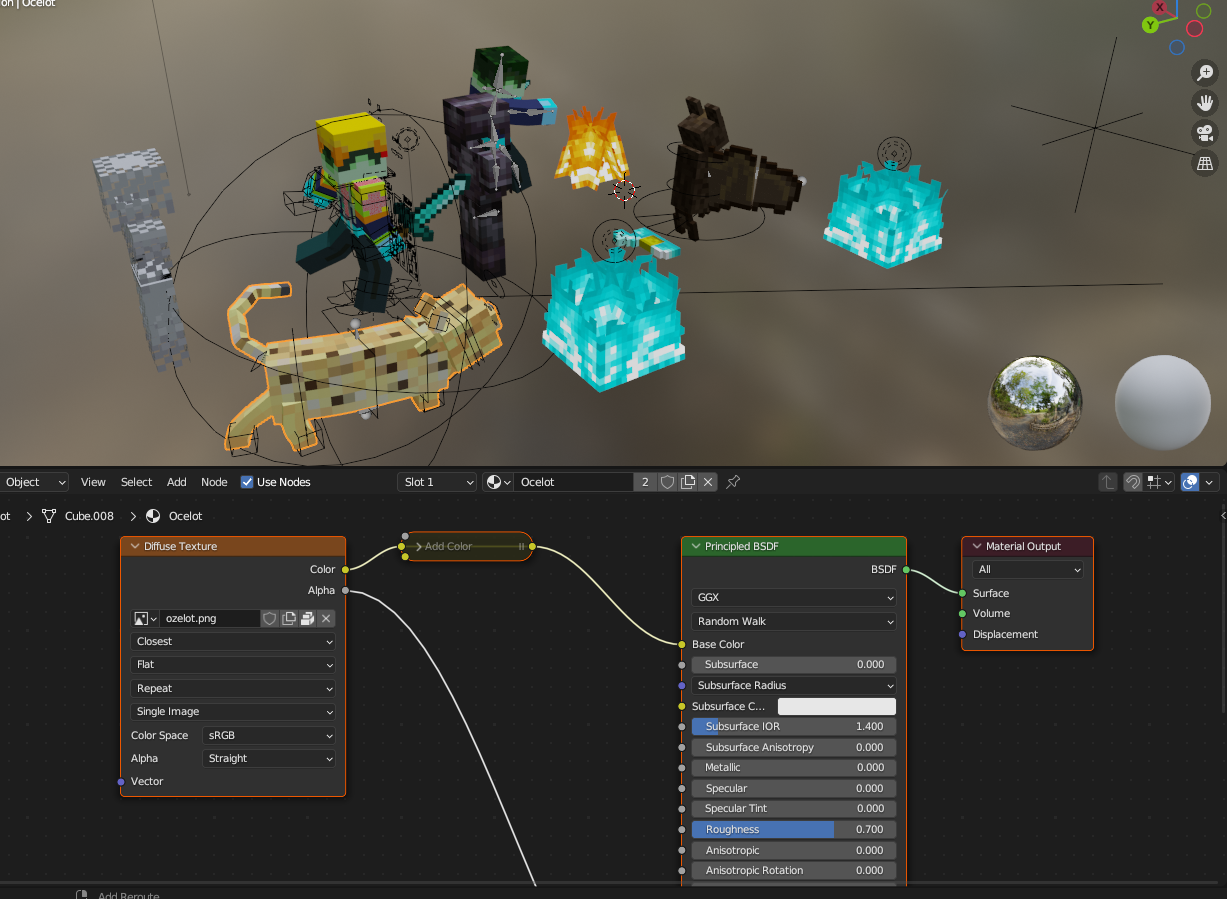 on | Ocelot
X
Y
Object View Select Add Node Use Nodes Slot 1 Ocelot 2
ot > Cube.008 > Ocelot
Diffuse Texture
Color
Alpha
ozelot.png
Closest
Flat
Repeat
Single Image
Color Space sRGB
Alpha Straight
Vector
Add Color
Principled BSDF
BSDF
GGX
Random Walk
Base Color
Subsurface 0.000
Subsurface Radius
Subsurface C...
Subsurface IOR 1.400
Subsurface Anisotropy 0.000
Metallic 0.000
Specular 0.000
Specular Tint 0.000
Roughness 0.700
Anisotropic 0.000
Anisotropic Rotation 0.000
Material Output
All
Surface
Volume
Displacement
Add Reroute